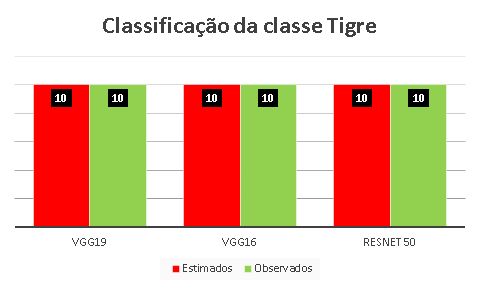 Classificação da classe Tigre
10 10 10 10 10 10
VGG19 VGG16 RESNET 50
Estimados Observados